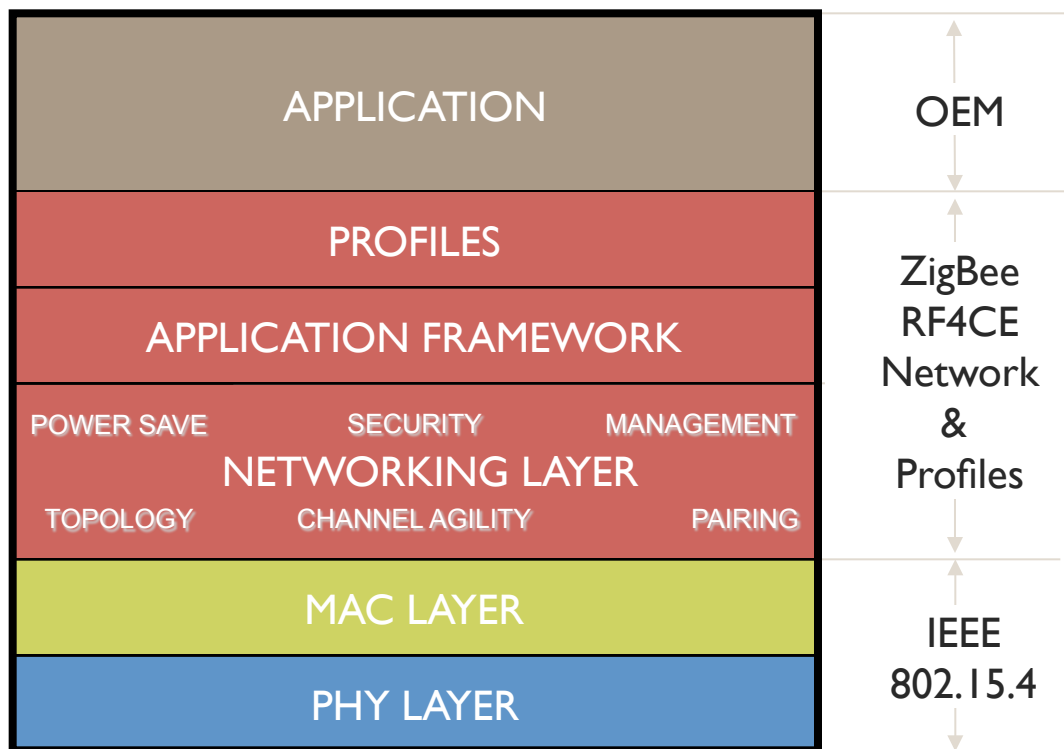 APPLICATION
OEM
PROFILES
APPLICATION FRAMEWORK
ZigBee
RF4CE
Network
&
Profiles
POWER SAVE SECURITY MANAGEMENT
NETWORKING LAYER
TOPOLOGY CHANNEL AGILITY PAIRING
MAC LAYER
PHY LAYER
IEEE
802.15.4